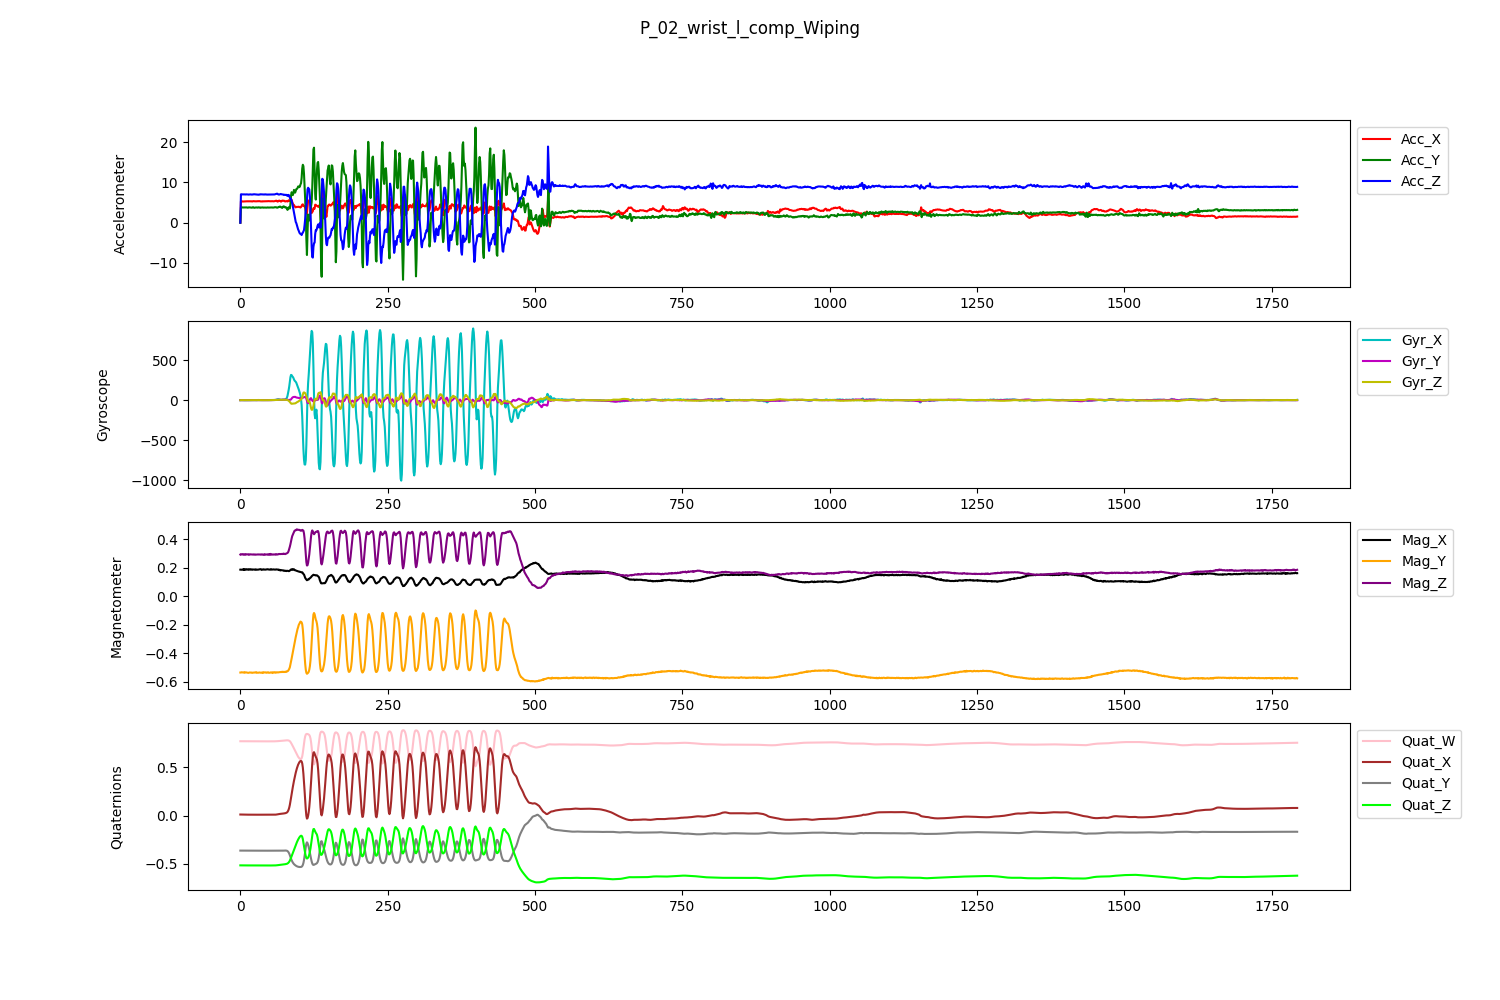 P_02_wrist_l_comp_Wiping
Accelerometer
20
10
0
−10
0 250 500 750 1000 1250 1500 1750
Acc_X
Acc_Y
Acc_Z
Gyroscope
500
0
−500
−1000
0 250 500 750 1000 1250 1500 1750
Gyr_X
Gyr_Y
Gyr_Z
Magnetometer
0.4
0.2
0.0
−0.2
−0.4
−0.6
0 250 500 750 1000 1250 1500 1750
Mag_X
Mag_Y
Mag_Z
Quaternions
0.5
0.0
−0.5
0 250 500 750 1000 1250 1500 1750
Quat_W
Quat_X
Quat_Y
Quat_Z